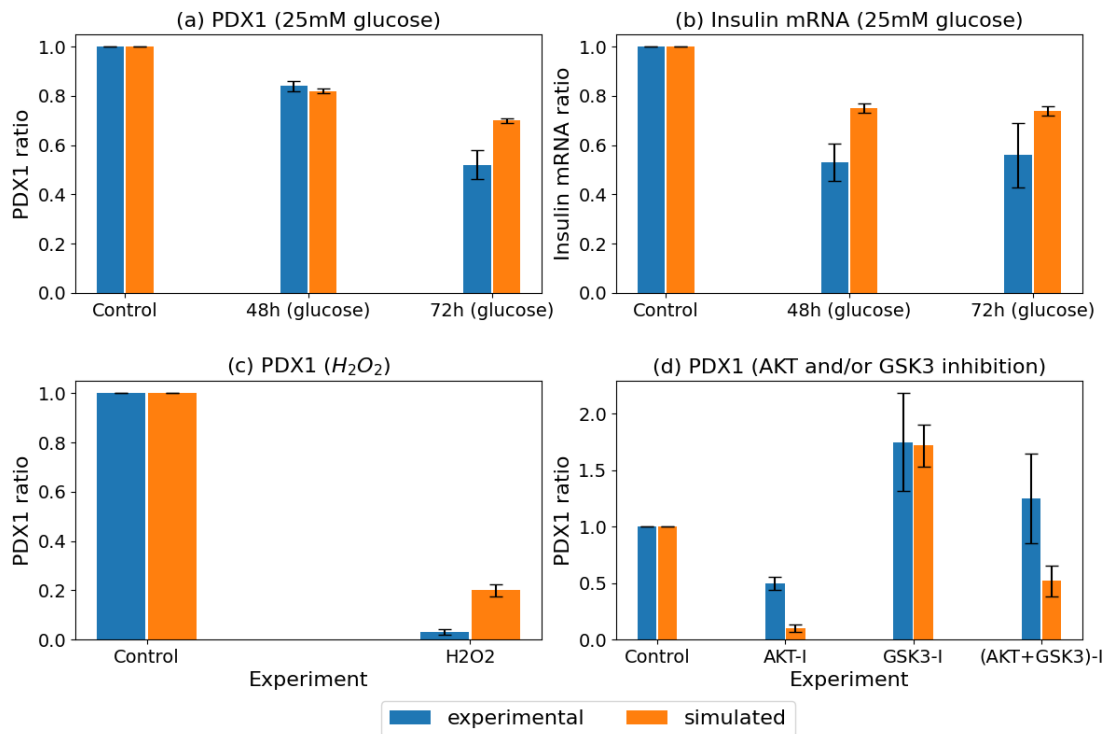 (a) PDX1 (25mM glucose)
PDX1 ratio
1.0
0.8
0.6
0.4
0.2
0.0
Control
48h (glucose)
72h (glucose)
(b) Insulin mRNA (25mM glucose)
Insulin mRNA ratio
1.0
0.8
0.6
0.4
0.2
0.0
Control
48h (glucose)
72h (glucose)
(c) PDX1 (H₂O₂)
PDX1 ratio
1.0
0.8
0.6
0.4
0.2
0.0
Control
H2O2
Experiment
(d) PDX1 (AKT and/or GSK3 inhibition)
PDX1 ratio
2.0
1.5
1.0
0.5
0.0
Control
AKT-I
GSK3-I
(AKT+GSK3)-I
Experiment
experimental
simulated